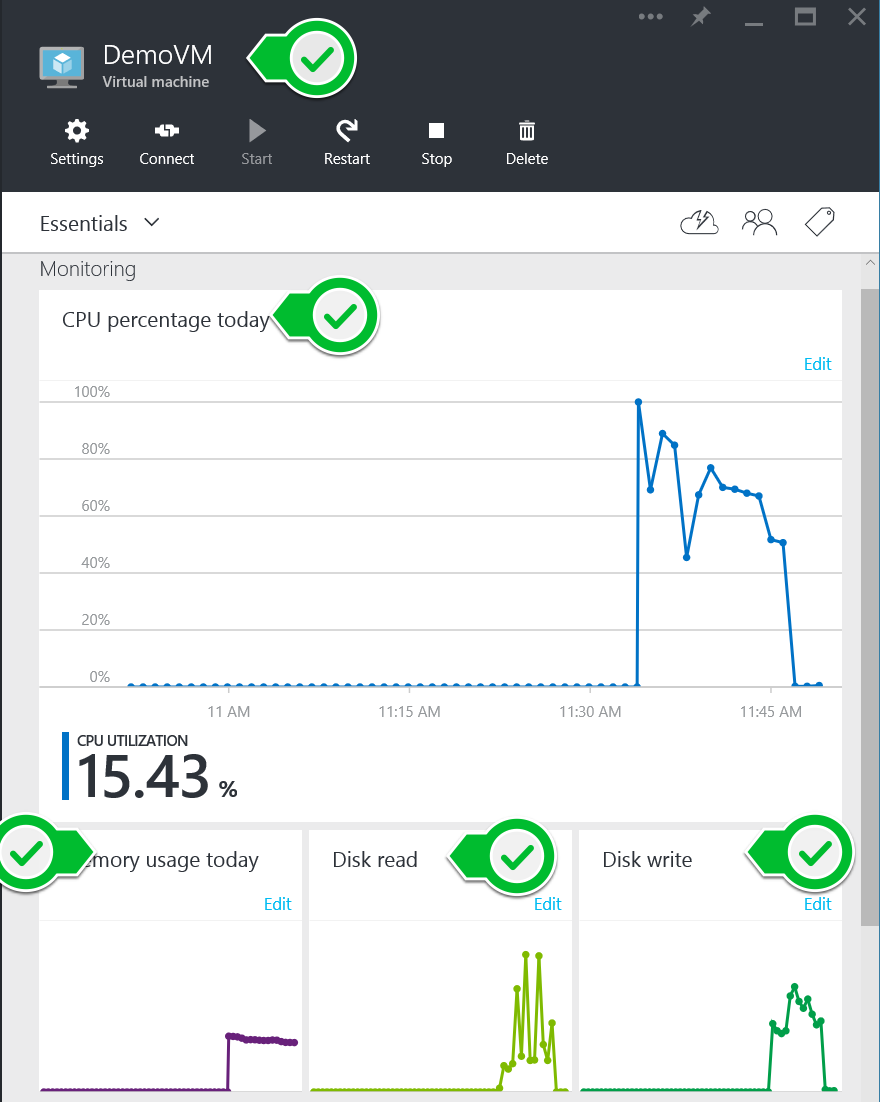 DemoVM
Virtual machine
Settings Connect Start Restart Stop Delete
Essentials
Monitoring
CPU percentage today
Edit
100%
80%
60%
40%
20%
0%
11 AM 11:15 AM 11:30 AM 11:45 AM
CPU UTILIZATION
15.43 %
emory usage today Disk read Disk write
Edit Edit Edit